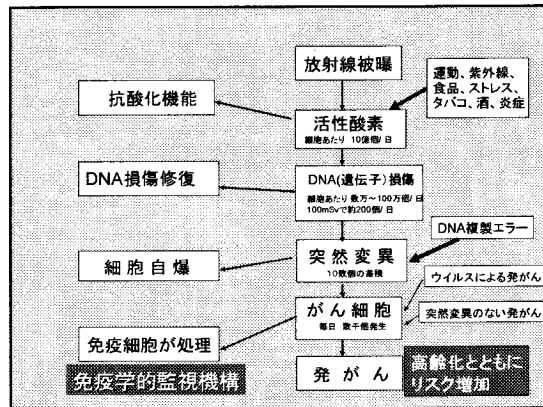 放射線被曝
運動、紫外線、
食品、ストレス、
タバコ、酒、炎症
抗酸化機能
活性酸素
細胞あたり 10億個/日
DNA損傷修復
DNA(遺伝子)損傷
細胞あたり 数万～100万個/日
100mSvで約200個/日
DNA複製エラー
細胞自爆
突然変異
10数個の蓄積
ウイルスによる発がん
がん細胞
毎日 数千個発生
突然変異のない発がん
免疫細胞が処理
免疫学的監視機構
発がん
高齢化とともに
リスク増加